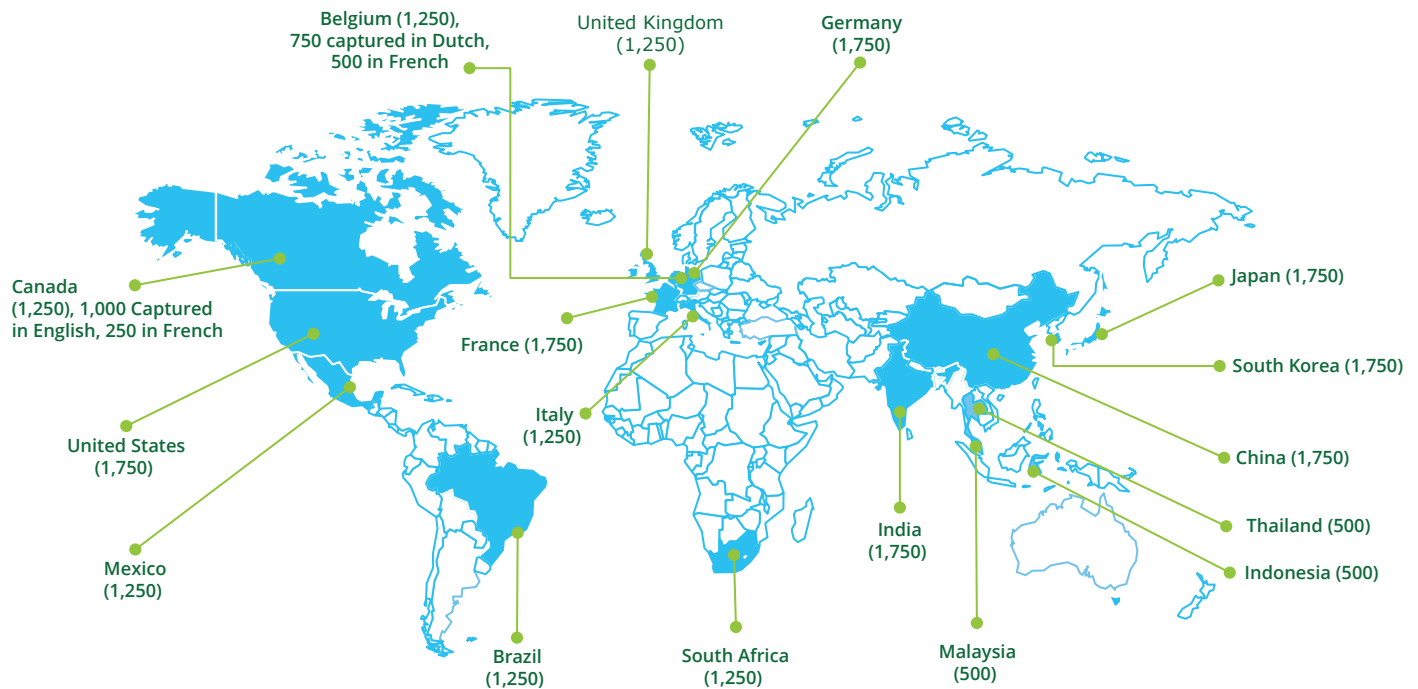 Belgium (1,250),
750 captured in Dutch,
500 in French
United Kingdom
(1,250)
Germany
(1,750)
Canada
(1,250), 1,000 Captured
in English, 250 in French
France (1,750)
Japan (1,750)
South Korea (1,750)
United States
(1,750)
Italy
(1,250)
China (1,750)
Mexico
(1,250)
India
(1,750)
Thailand (500)
Indonesia (500)
Brazil
(1,250)
South Africa
(1,250)
Malaysia
(500)